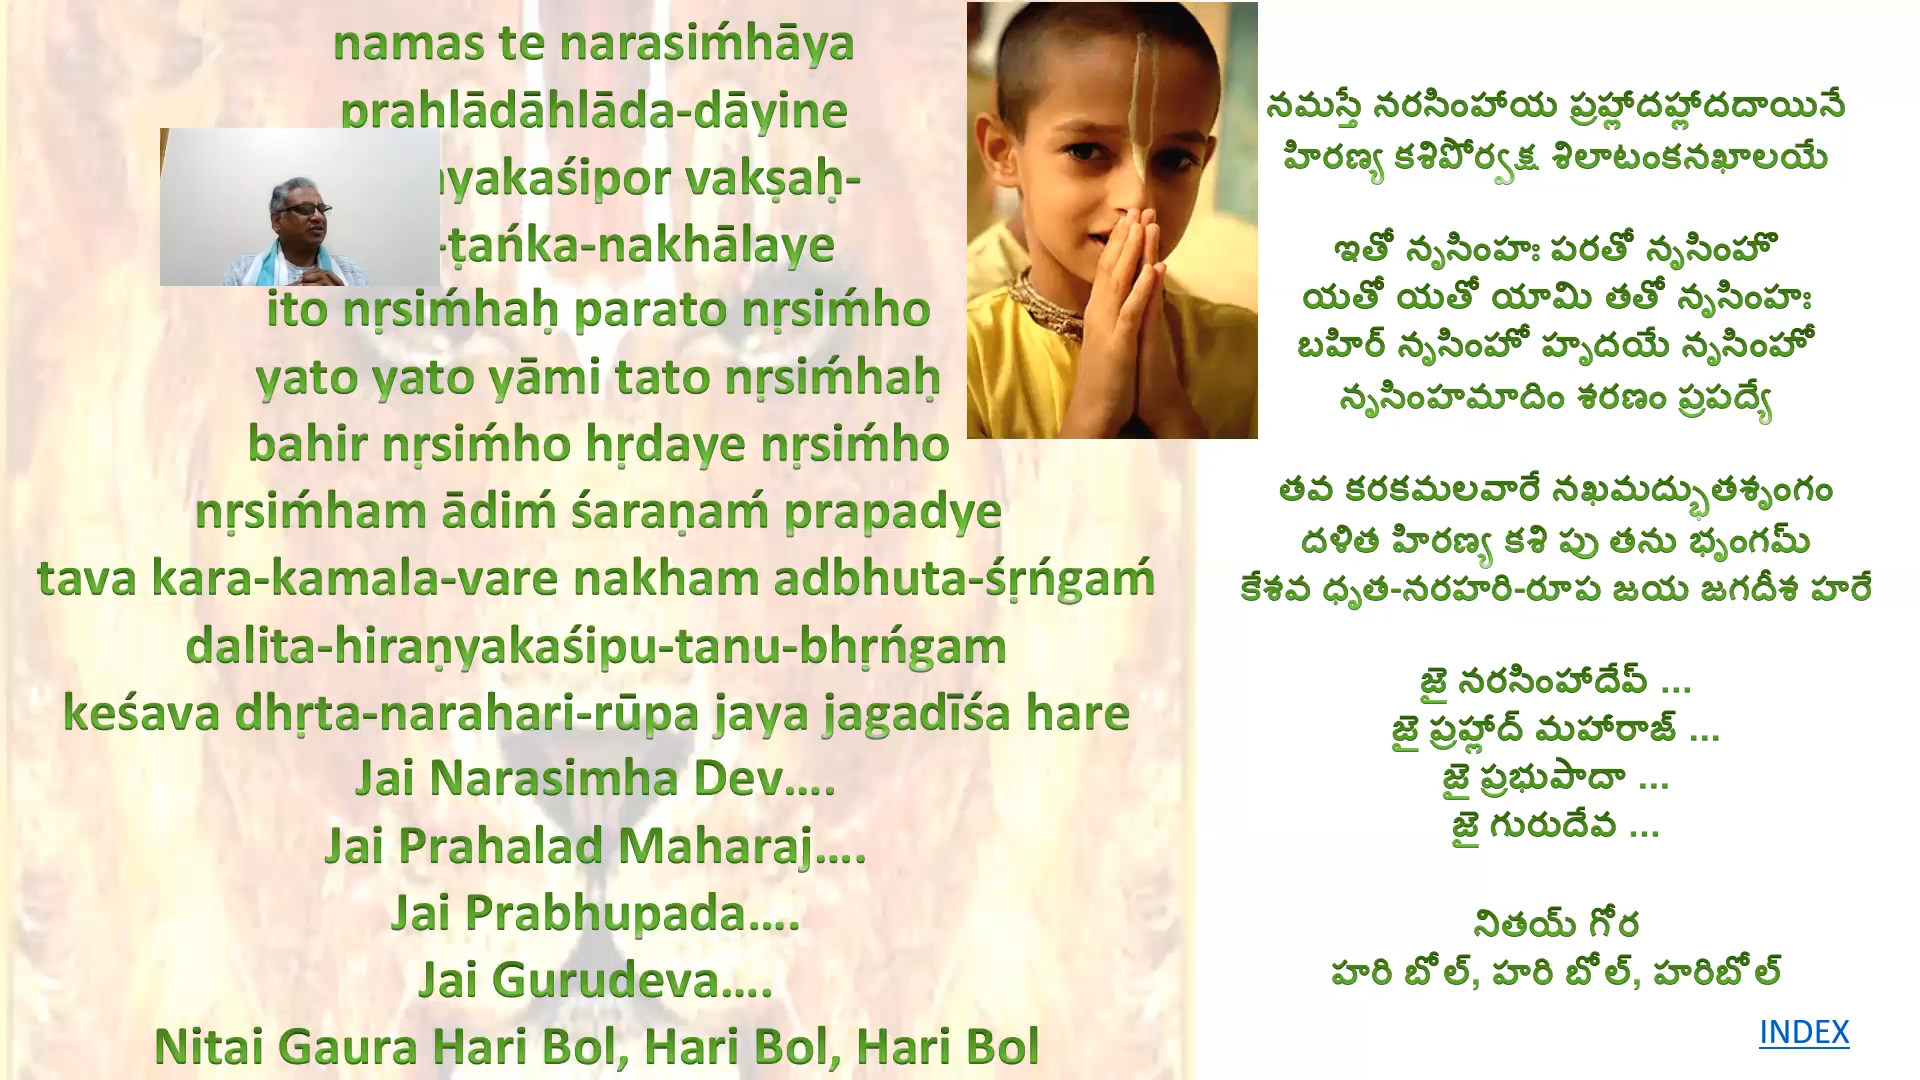 namas te narasiḿhāya
prahlādāhlāda-dāyine
yakaśipor vakṣaḥ-
-ṭańka-nakhālaye
ito nṛsiḿhaḥ parato nṛsiḿho
yato yato yāmi tato nṛsiḿhaḥ
bahir nṛsiḿho hṛdaye nṛsiḿho
nṛsiḿham ādiḿ śaraṇaḿ prapadye
tava kara-kamala-vare nakham adbhuta-śṛńgaḿ
dalita-hiraṇyakaśipu-tanu-bhṛńgam
keśava dhṛta-narahari-rūpa jaya jagadīśa hare
Jai Narasimha Dev....
Jai Prahalad Maharaj....
Jai Prabhupada....
Jai Gurudeva....
Nitai Gaura Hari Bol, Hari Bol, Hari Bol
నమస్తే నరసింహాయ ప్రహ్లాదహ్లాదదాయినే
హిరణ్య కశిపోర్వక్ష శిలాటంకనఖాలయే
ఇతో నృసింహః పరతో నృసింహొ
యతో యతో యామి తతో నృసింహః
బహిర్ నృసింహో హృదయే నృసింహో
నృసింహమాదిం శరణం ప్రపద్యే
తవ కరకమలవారే నఖమద్భుతశృంగం
దళిత హిరణ్య కశి పు తను భృంగమ్
కేశవ ధృత-నరహరి-రూప జయ జగదీశ హరే
జై నరసింహాదేవ్ ...
జై ప్రహ్లాద్ మహారాజ్ ...
జై ప్రభుపాదా ...
జై గురుదేవ ...
నితయ్ గోర
హరి బోల్, హరి బోల్, హరిబోల్
INDEX